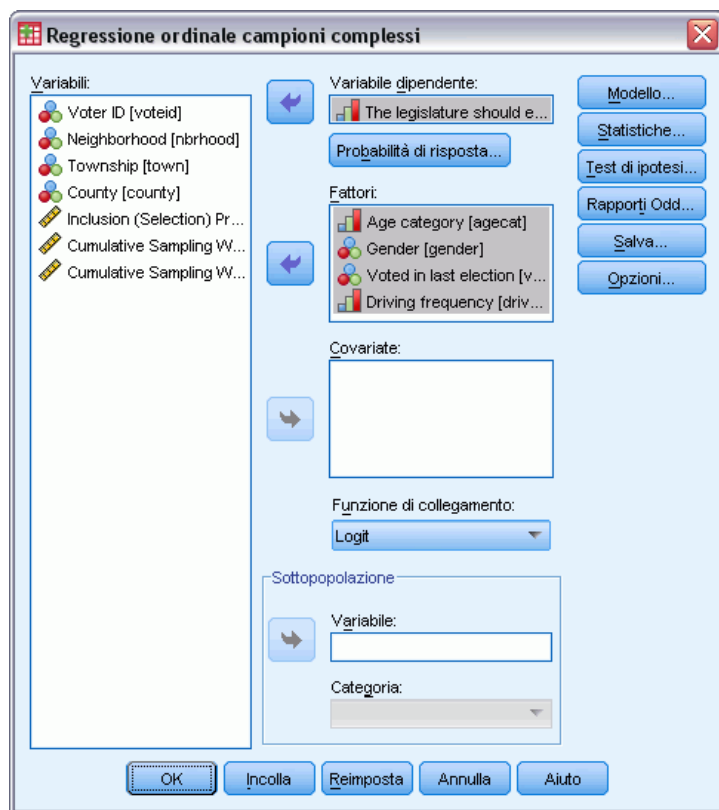 Regressione ordinale campioni complessi
Variabili:
Voter ID [voteid]
Neighborhood [nbrhood]
Township [town]
County [county]
Inclusion (Selection) Pr...
Cumulative Sampling W...
Cumulative Sampling W...
Variabile dipendente:
The legislature should e...
Probabilità di risposta...
Fattori:
Age category [agecat]
Gender [gender]
Voted in last election [v...
Driving frequency [driv...
Covariate:
Funzione di collegamento:
Logit
Sottopopolazione
Variabile:
Categoria:
Modello...
Statistiche...
Test di ipotesi...
Rapporti Odd...
Salva...
Opzioni...
OK
Incolla
Reimposta
Annulla
Aiuto